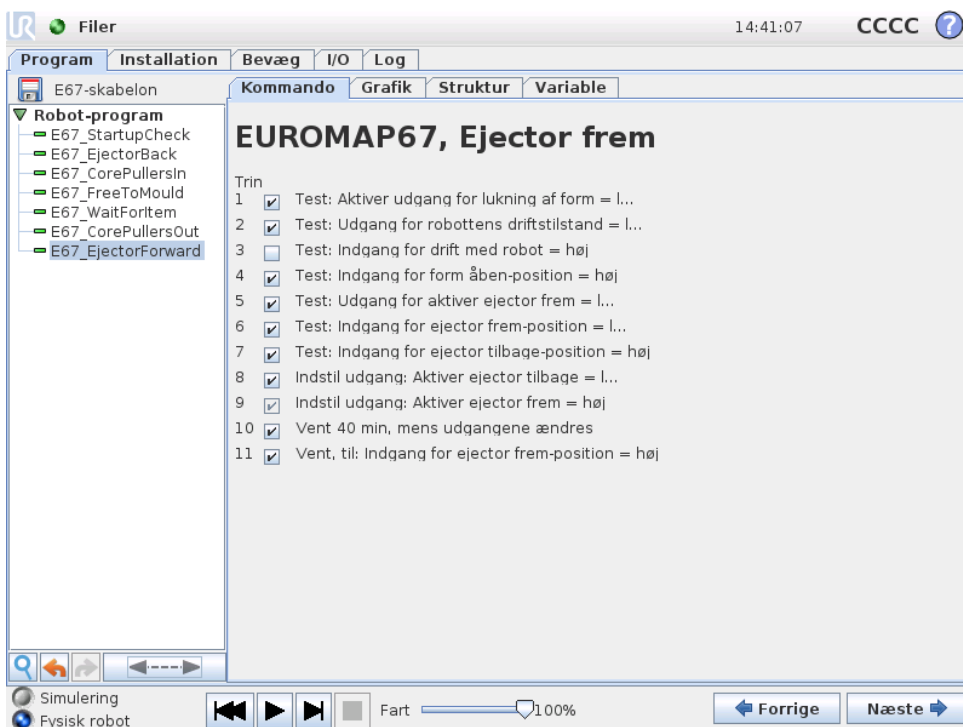 UR Filer 14:41:07 CCCC ?
Program Installation Bevæg I/O Log
E67-skabelon
Kommando Grafik Struktur Variable
Robot-program
E67_StartupCheck
E67_EjectorBack
E67_CorePullersIn
E67_FreeToMould
E67_WaitForItem
E67_CorePullersOut
E67_EjectorForward
EUROMAP67, Ejector frem
Trin
1 Test: Aktiver udgang for lukning af form = l...
2 Test: Udgang for robottens driftstilstand = l...
3 Test: Indgang for drift med robot = høj
4 Test: Indgang for form åben-position = høj
5 Test: Udgang for aktiver ejector frem = l...
6 Test: Indgang for ejector frem-position = l...
7 Test: Indgang for ejector tilbage-position = høj
8 Indstil udgang: Aktiver ejector tilbage = l...
9 Indstil udgang: Aktiver ejector frem = høj
10 Vent 40 min, mens udgangene ændres
11 Vent, til: Indgang for ejector frem-position = høj
Simulering
Fysisk robot
Fart 100%
Forrige Næste